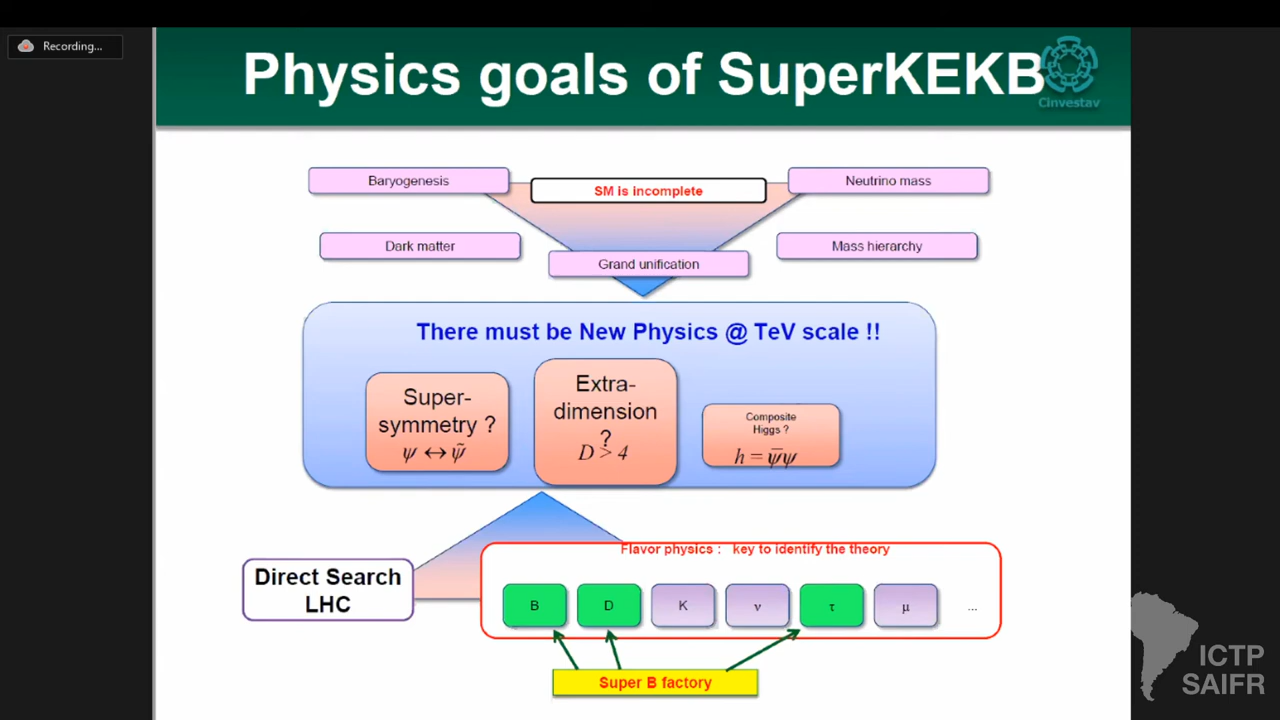 Recording...
Physics goals of SuperKEKB
Cinvestav
Baryogenesis
SM is incomplete
Neutrino mass
Dark matter
Grand unification
Mass hierarchy
There must be New Physics @ TeV scale !!
Super-
symmetry ?
ψ ↔ ψ̃
Extra-
dimension
?
D > 4
Composite
Higgs ?
h = ψ̄ψ
Direct Search
LHC
Flavor physics : key to identify the theory
B
D
K
ν
τ
μ
...
Super B factory
ICTP
SAIFR